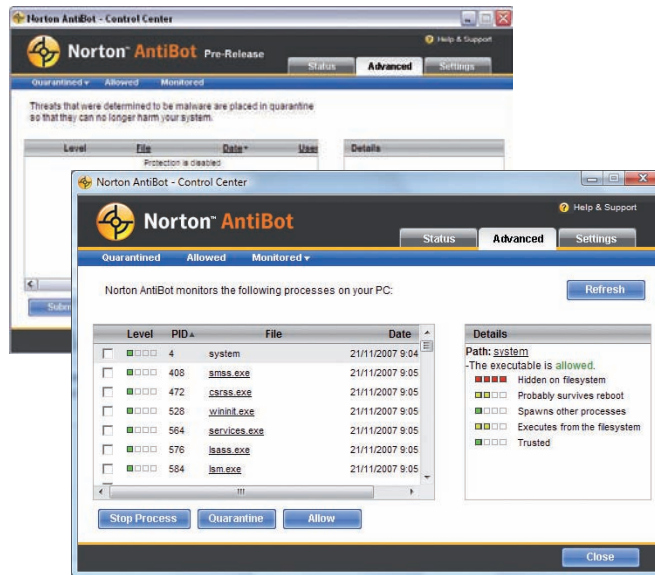 Norton AntiBot - Control Center
Help & Support
Norton™ AntiBot Pre-Release
Status Advanced Settings
Quarantined Allowed Monitored
Threats that were determined to be malware are placed in quarantine
so that they can no longer harm your system.
Level File Date User
Details
Protection is disabled
Norton AntiBot - Control Center
Help & Support
Norton™ AntiBot
Status Advanced Settings
Quarantined Allowed Monitored
Norton AntiBot monitors the following processes on your PC:
Refresh
Level PID File Date
4 system 21/11/2007 9:04
408 smss.exe 21/11/2007 9:05
472 csrss.exe 21/11/2007 9:05
528 wininit.exe 21/11/2007 9:05
564 services.exe 21/11/2007 9:05
576 lsass.exe 21/11/2007 9:05
584 lsm.exe 21/11/2007 9:05
Details
Path: system
-The executable is allowed.
Hidden on filesystem
Probably survives reboot
Spawns other processes
Executes from the filesystem
Trusted
Stop Process Quarantine Allow
Close